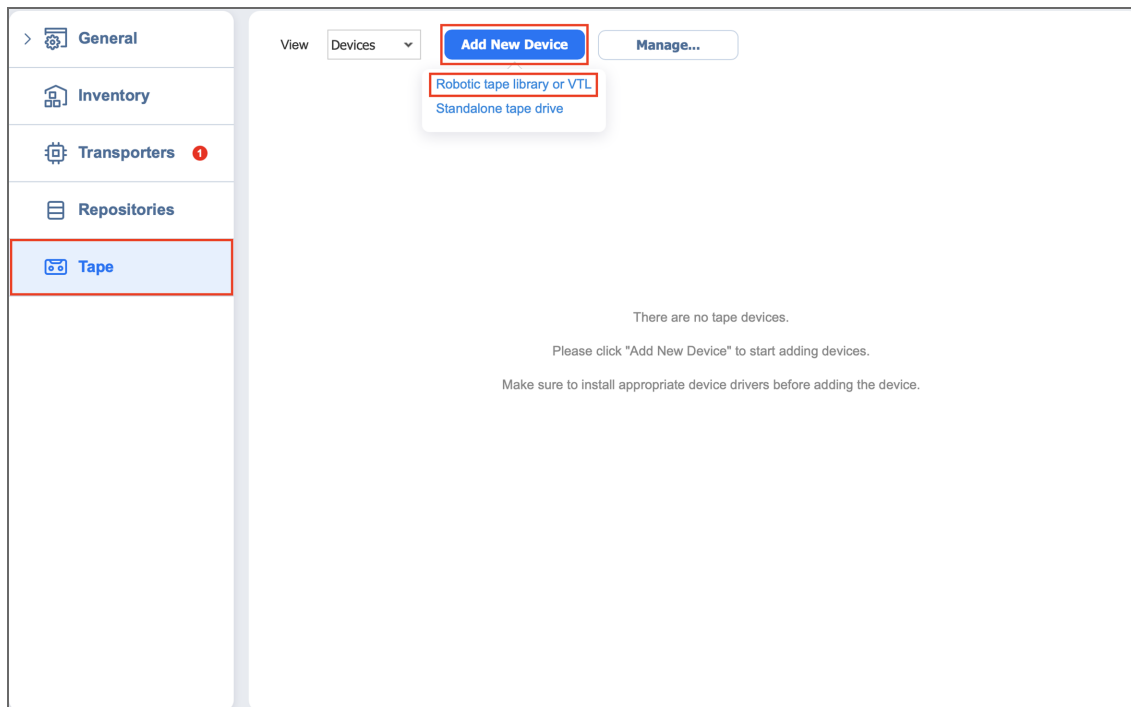 General
Inventory
Transporters 1
Repositories
Tape
View Devices Add New Device Manage...
Robotic tape library or VTL
Standalone tape drive
There are no tape devices.
Please click "Add New Device" to start adding devices.
Make sure to install appropriate device drivers before adding the device.